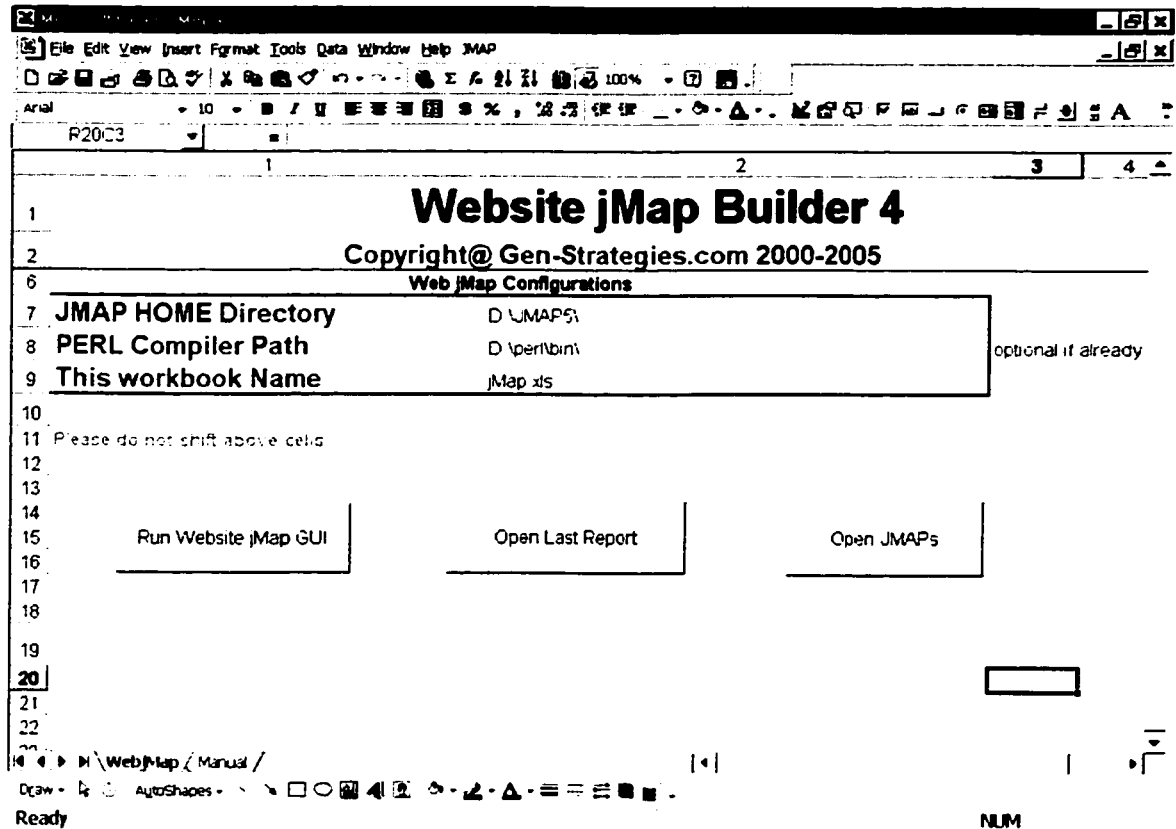 File Edit View Insert Format Tools Data Window Help JMAP
100%
Arial 10 B I U $ % , A A
R20C3 =
1 2 3 4
1 Website jMap Builder 4
2 Copyright@ Gen-Strategies.com 2000-2005
6 Web jMap Configurations
7 JMAP HOME Directory D:\JMAP5\
8 PERL Compiler Path D:\perl\bin\ optional if already
9 This workbook Name jMap.xls
10
11 Please do not shift above cells
12
13
14
15 Run Website jMap GUI Open Last Report Open JMAPs
16
17
18
19
20
21
22
WebjMap Manual
Draw AutoShapes
Ready NUM